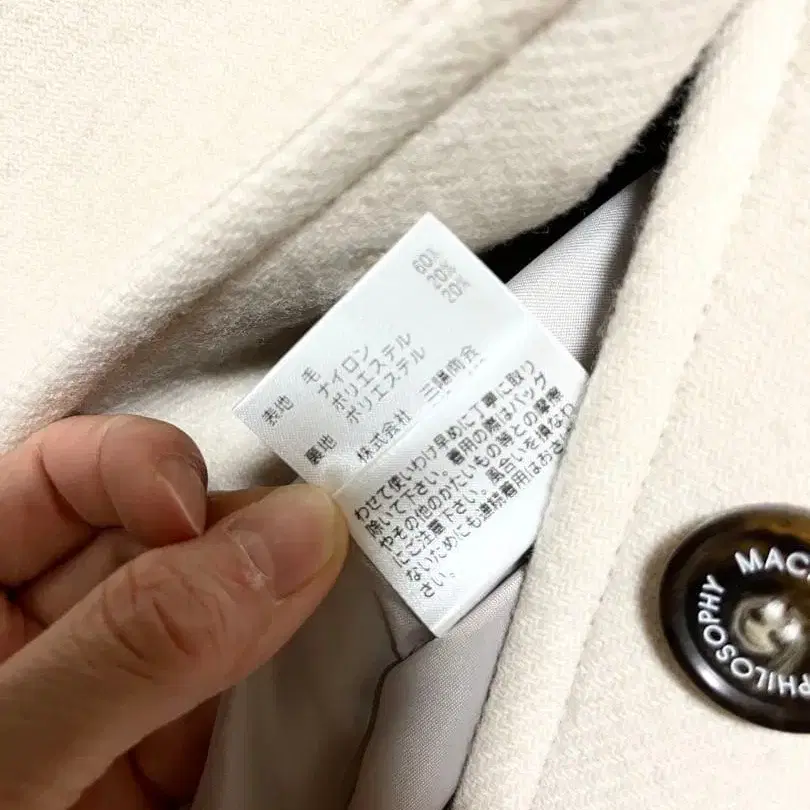 表地 毛 60%
ナイロン 20%
ポリエステル 20%
裏地 ポリエステル
株式会社 三陽商会
わせて使いわけ早めに丁寧に取り
除いて下さい。着用の際はバッグ
やその他のかたいもの等との摩擦
にご注意下さい。風合いを損なわ
ないためにも連続着用はおさけ
さい。
MAC
PHILOSOPHY